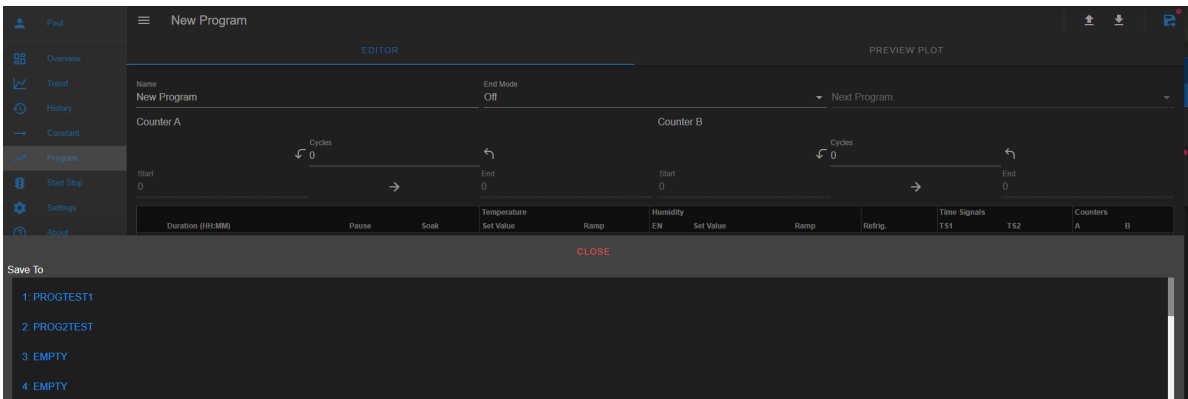 Paul
New Program
Overview
Trend
History
Constant
Program
Start Stop
Settings
About
EDITOR
PREVIEW PLOT
Name
New Program
End Mode
Off
Next Program
Counter A
Counter B
Cycles
0
Cycles
0
Start
0
End
0
Start
0
End
0
Temperature
Humidity
Time Signals
Counters
Duration (HH:MM)
Pause
Soak
Set Value
Ramp
EN
Set Value
Ramp
Refrig.
TS1
TS2
A
B
CLOSE
Save To
1: PROGTEST1
2: PROG2TEST
3: EMPTY
4: EMPTY